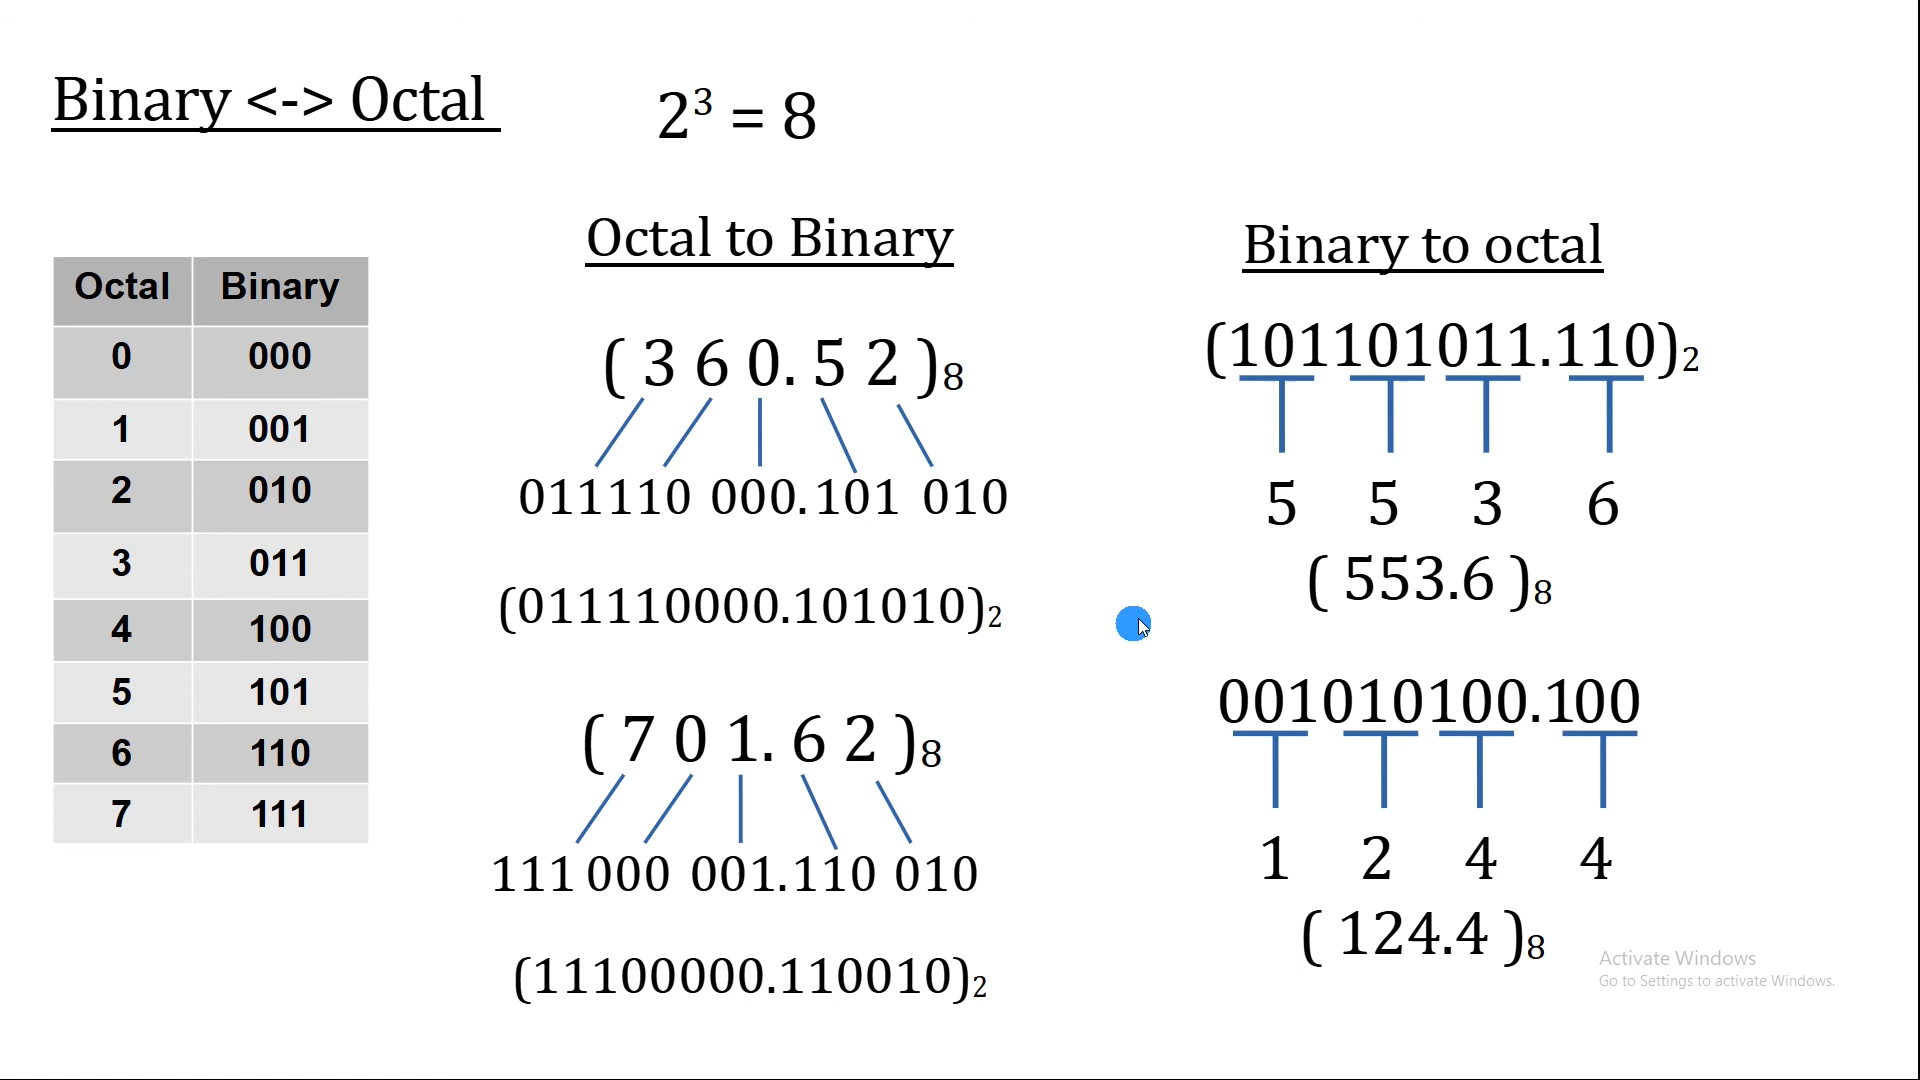 Binary <-> Octal
2³ = 8
Octal Binary
0 000
1 001
2 010
3 011
4 100
5 101
6 110
7 111
Octal to Binary
( 3 6 0. 5 2 )₈
011110 000.101 010
(011110000.101010)₂
( 7 0 1. 6 2 )₈
111 000 001.110 010
(11100000.110010)₂
Binary to octal
(101101011.110)₂
5 5 3 6
( 553.6 )₈
001010100.100
1 2 4 4
( 124.4 )₈
Activate Windows
Go to Settings to activate Windows.